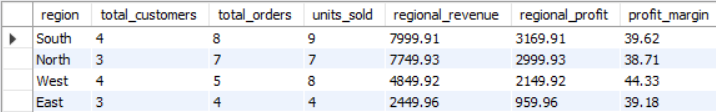 region total_customers total_orders units_sold regional_revenue regional_profit profit_margin
South 4 8 9 7999.91 3169.91 39.62
North 3 7 7 7749.93 2999.93 38.71
West 4 5 8 4849.92 2149.92 44.33
East 3 4 4 2449.96 959.96 39.18